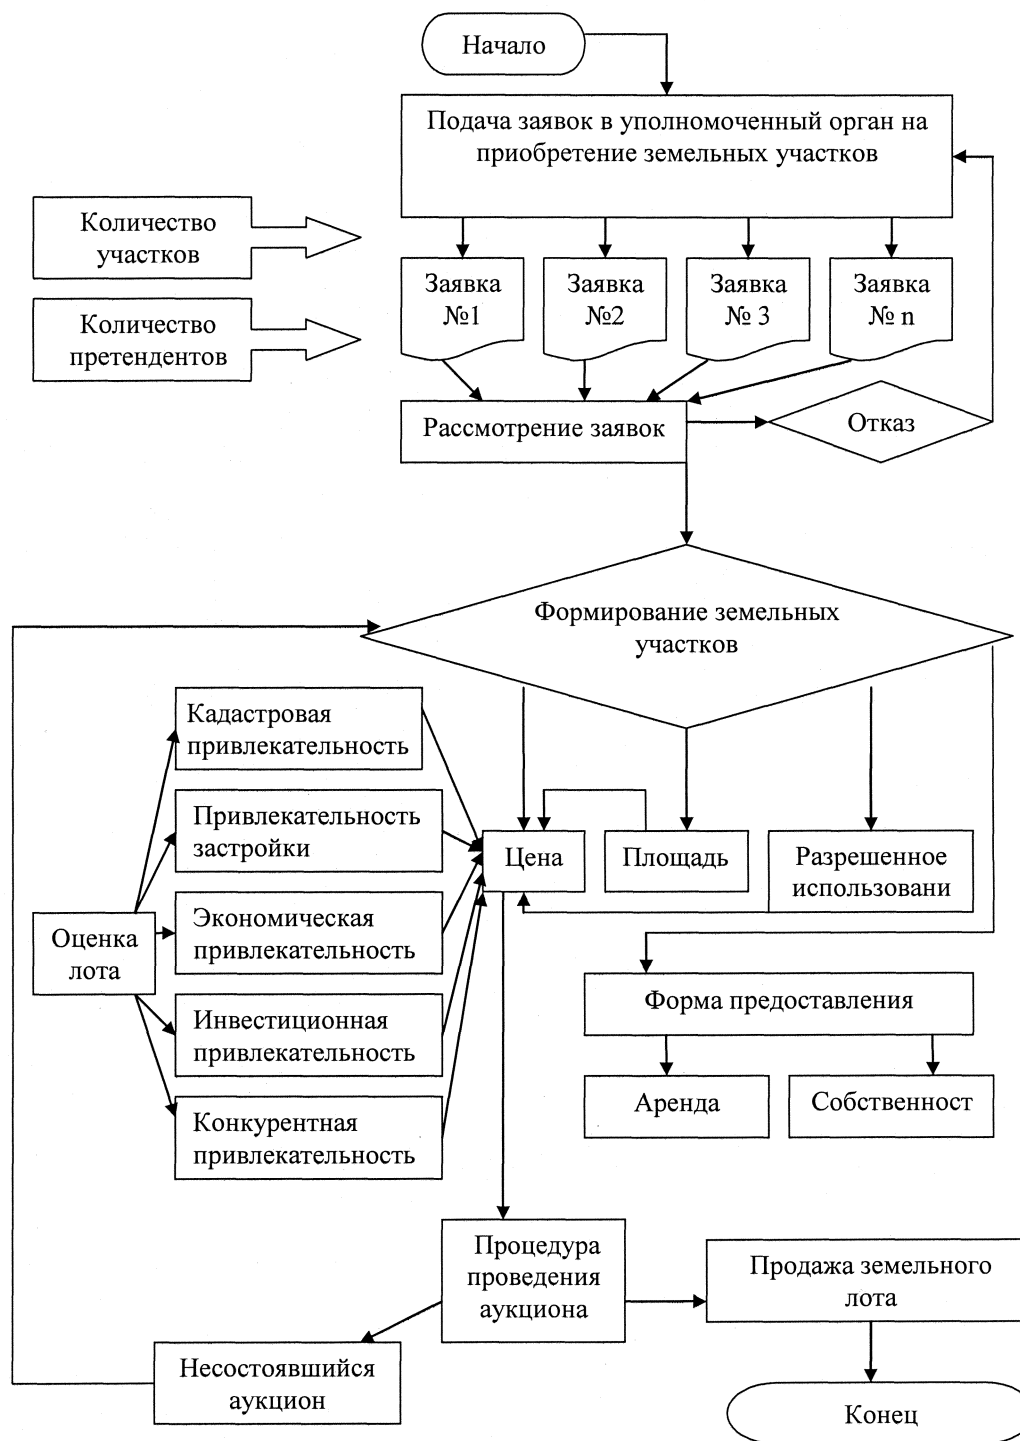 Начало
Подача заявок в уполномоченный орган на
приобретение земельных участков
Количество
участков
Количество
претендентов
Заявка
№1
Заявка
№2
Заявка
№ 3
Заявка
№ n
Рассмотрение заявок
Отказ
Формирование земельных
участков
Кадастровая
привлекательность
Привлекательность
застройки
Экономическая
привлекательность
Инвестиционная
привлекательность
Конкурентная
привлекательность
Оценка
лота
Цена
Площадь
Разрешенное
использовани
Форма предоставления
Аренда
Собственност
Процедура
проведения
аукциона
Продажа земельного
лота
Несостоявшийся
аукцион
Конец